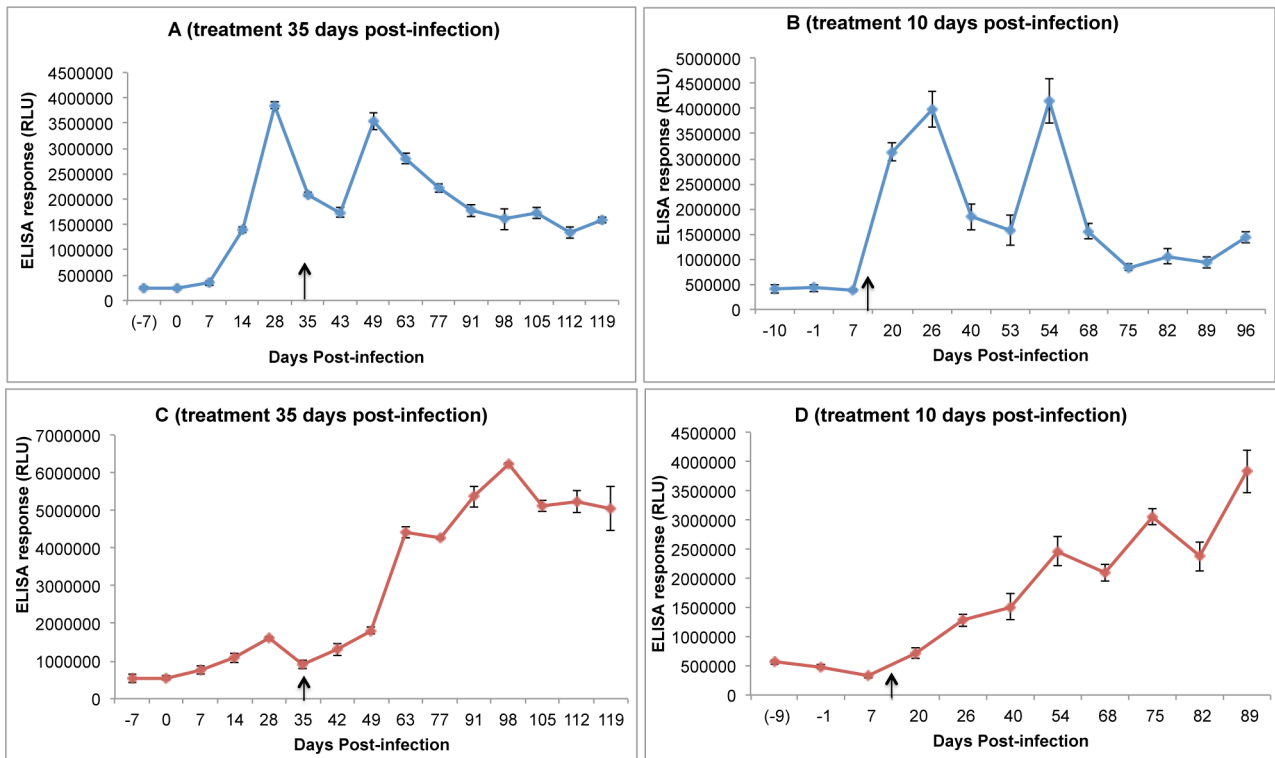 A (treatment 35 days post-infection)
ELISA response (RLU)
4500000
4000000
3500000
3000000
2500000
2000000
1500000
1000000
500000
0
(-7) 0 7 14 28 35 43 49 63 77 91 98 105 112 119
Days Post-infection
B (treatment 10 days post-infection)
ELISA response (RLU)
5000000
4500000
4000000
3500000
3000000
2500000
2000000
1500000
1000000
500000
0
-10 -1 7 20 26 40 53 54 68 75 82 89 96
Days Post-infection
C (treatment 35 days post-infection)
ELISA response (RLU)
7000000
6000000
5000000
4000000
3000000
2000000
1000000
0
-7 0 7 14 28 35 42 49 63 77 91 98 105 112 119
Days Post-infection
D (treatment 10 days post-infection)
ELISA response (RLU)
4500000
4000000
3500000
3000000
2500000
2000000
1500000
1000000
500000
0
(-9) -1 7 20 26 40 54 68 75 82 89
Days Post-infection